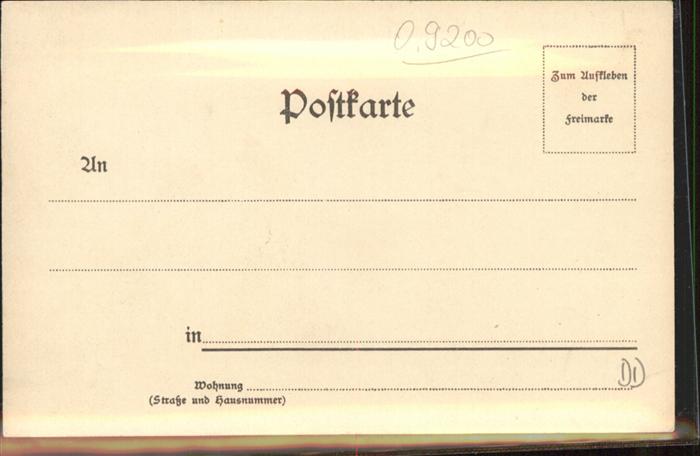 0,9200
Postkarte
Zum Aufkleben
der
Freimarke
An
in
Wohnung
(Straße und Hausnummer)